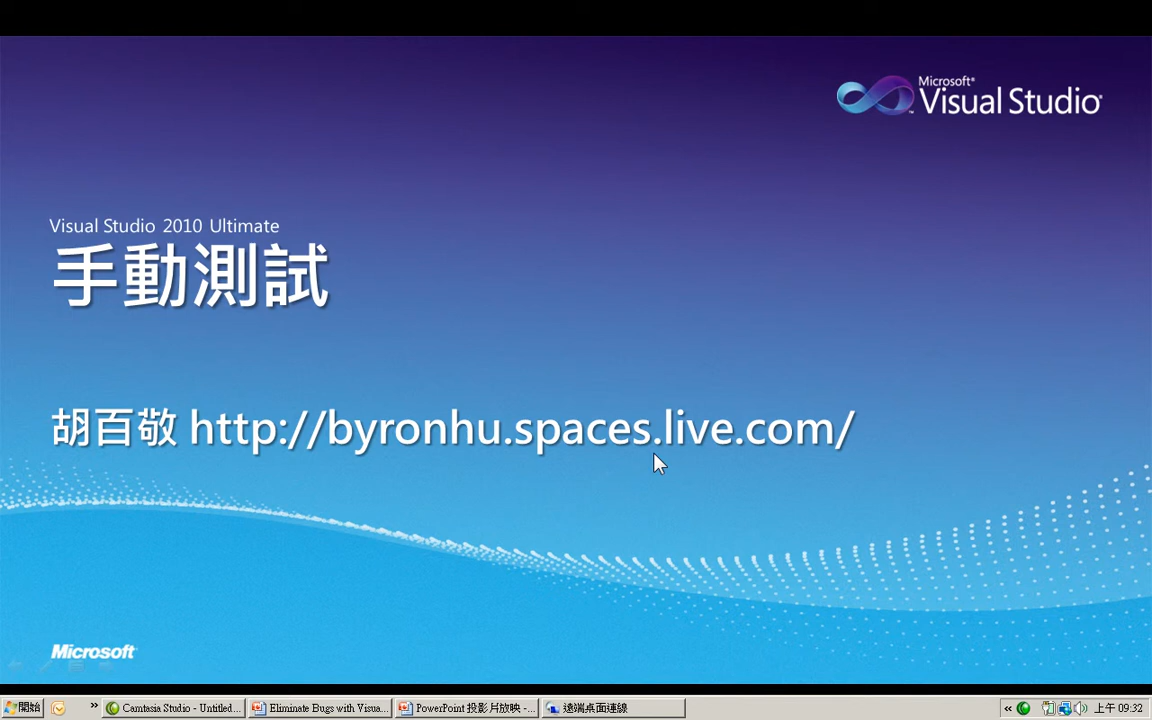 Microsoft®
Visual Studio®
Visual Studio 2010 Ultimate
手動測試
胡百敬 http://byronhu.spaces.live.com/
Microsoft
開始 » Camtasia Studio - Untitled... Eliminate Bugs with Visua... PowerPoint 投影片放映 -... 遠端桌面連線 « 上午 09:32